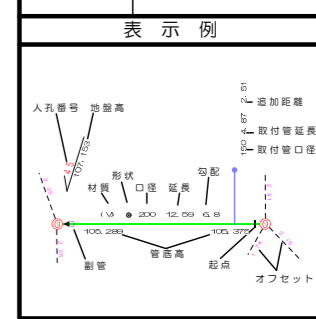 表示例
2.51
追加距離
人孔番号 地盤高
4.87
取付管延長
150
取付管口径
4.5
107.153
形状
勾配
材質 口径 延長
(V) 200 12.59 6.8
105.289
105.375
管底高
副管
起点
オフセット